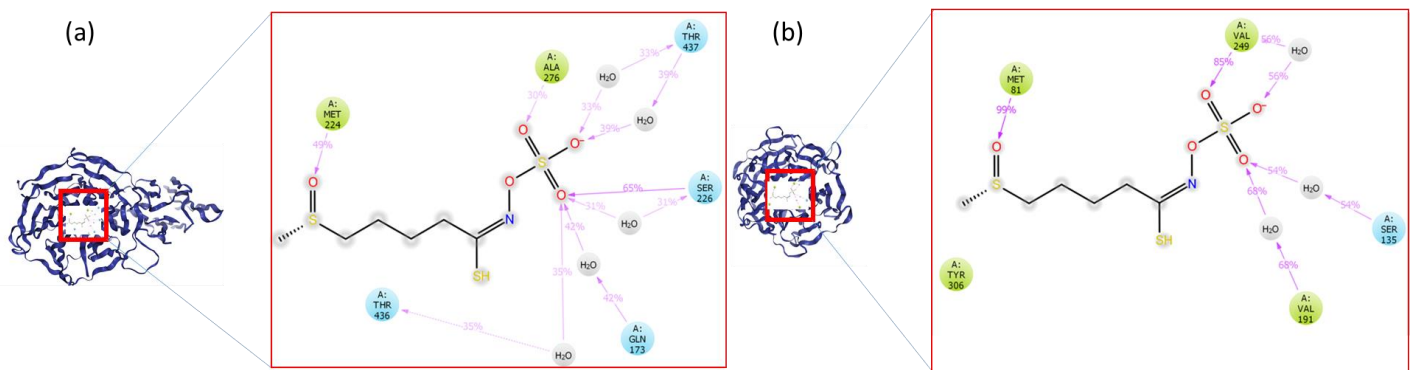 (a)
A:
MET
224
49%
O
S
A:
ALA
276
30%
O
S
O⁻
O
O
N
SH
H₂O
33%
33%
A:
THR
437
39%
H₂O
39%
65%
A:
SER
226
31%
H₂O
31%
42%
H₂O
42%
A:
GLN
173
35%
H₂O
35%
A:
THR
436
(b)
A:
MET
81
99%
O
S
A:
VAL
249
56%
H₂O
56%
85%
O
O⁻
S
O
O
N
SH
54%
H₂O
54%
A:
SER
135
68%
H₂O
68%
A:
VAL
191
A:
TYR
306